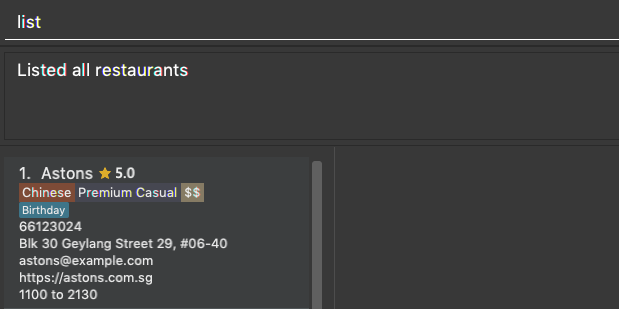 list
Listed all restaurants
1. Astons ★ 5.0
Chinese Premium Casual $$
Birthday
66123024
Blk 30 Geylang Street 29, #06-40
astons@example.com
https://astons.com.sg
1100 to 2130